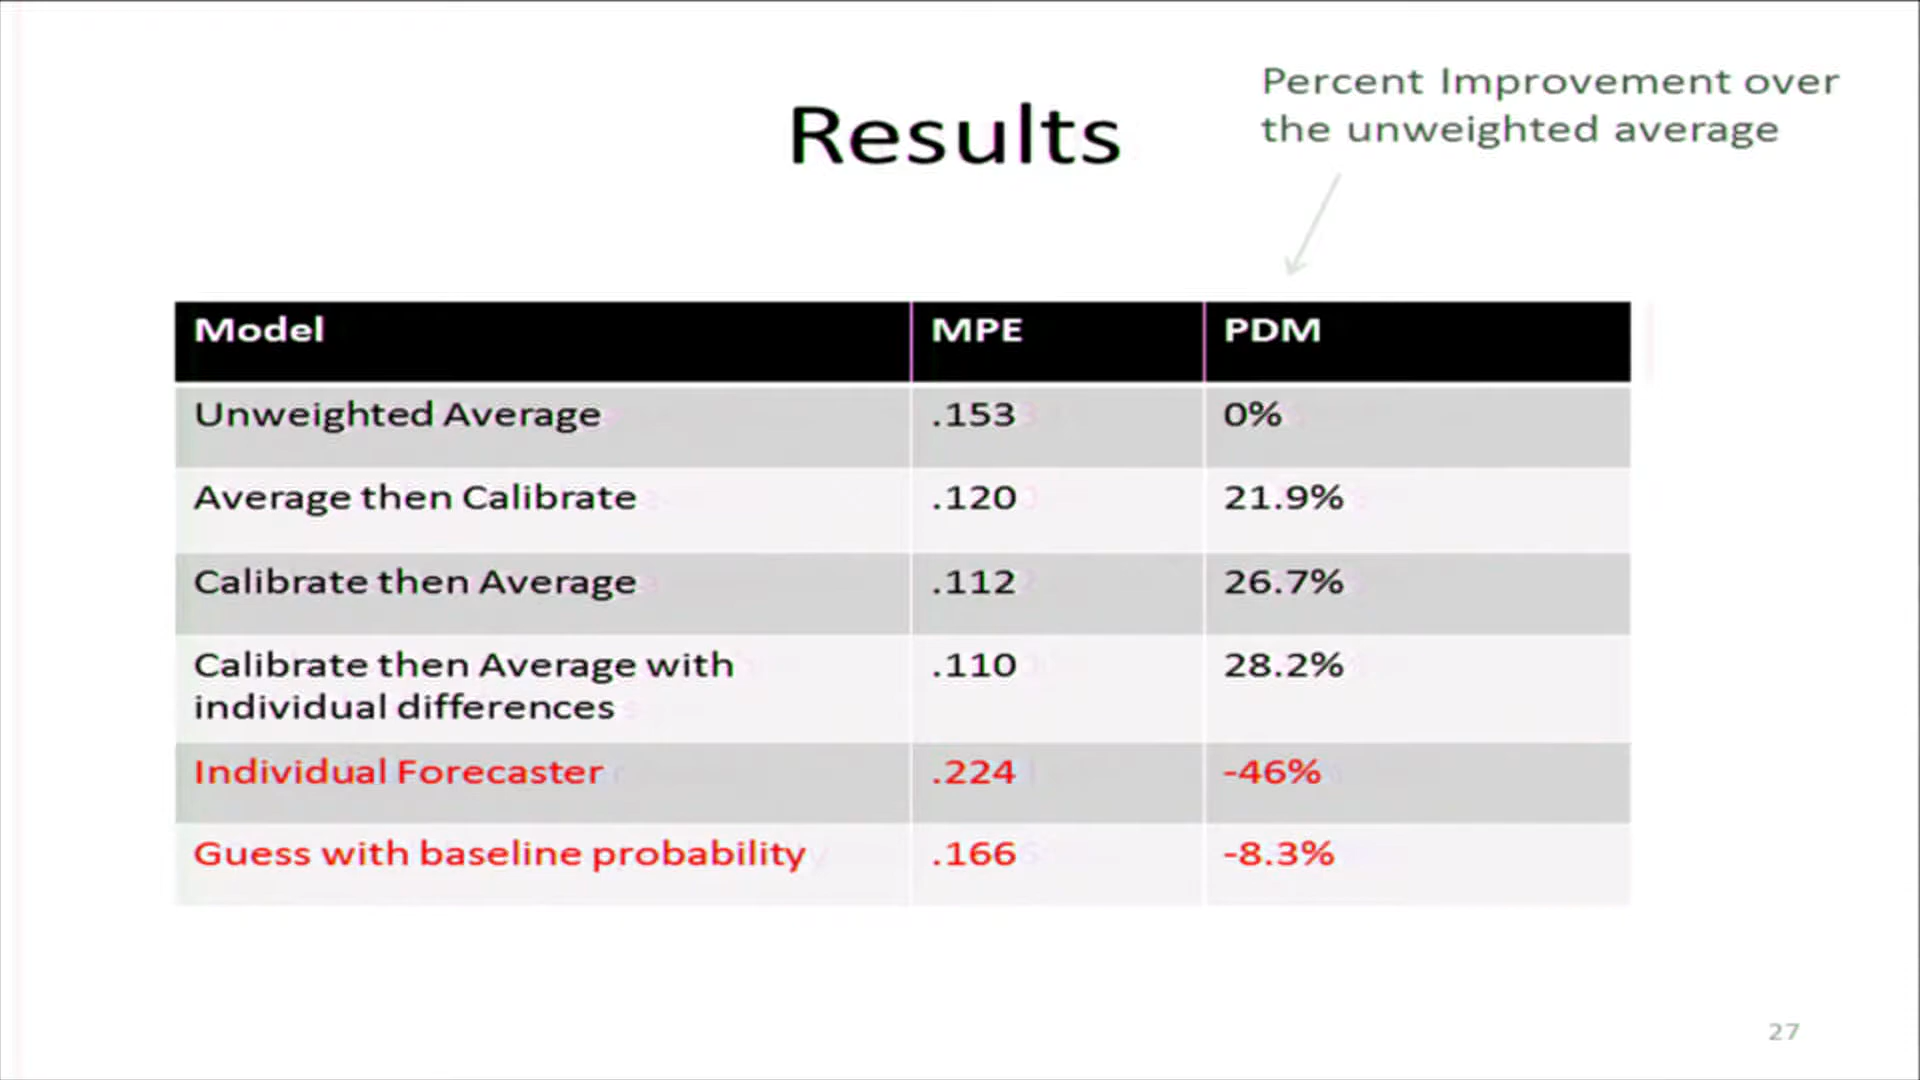 Percent Improvement over
the unweighted average
Results
Model MPE PDM
Unweighted Average .153 0%
Average then Calibrate .120 21.9%
Calibrate then Average .112 26.7%
Calibrate then Average with .110 28.2%
individual differences
Individual Forecaster .224 -46%
Guess with baseline probability .166 -8.3%
27